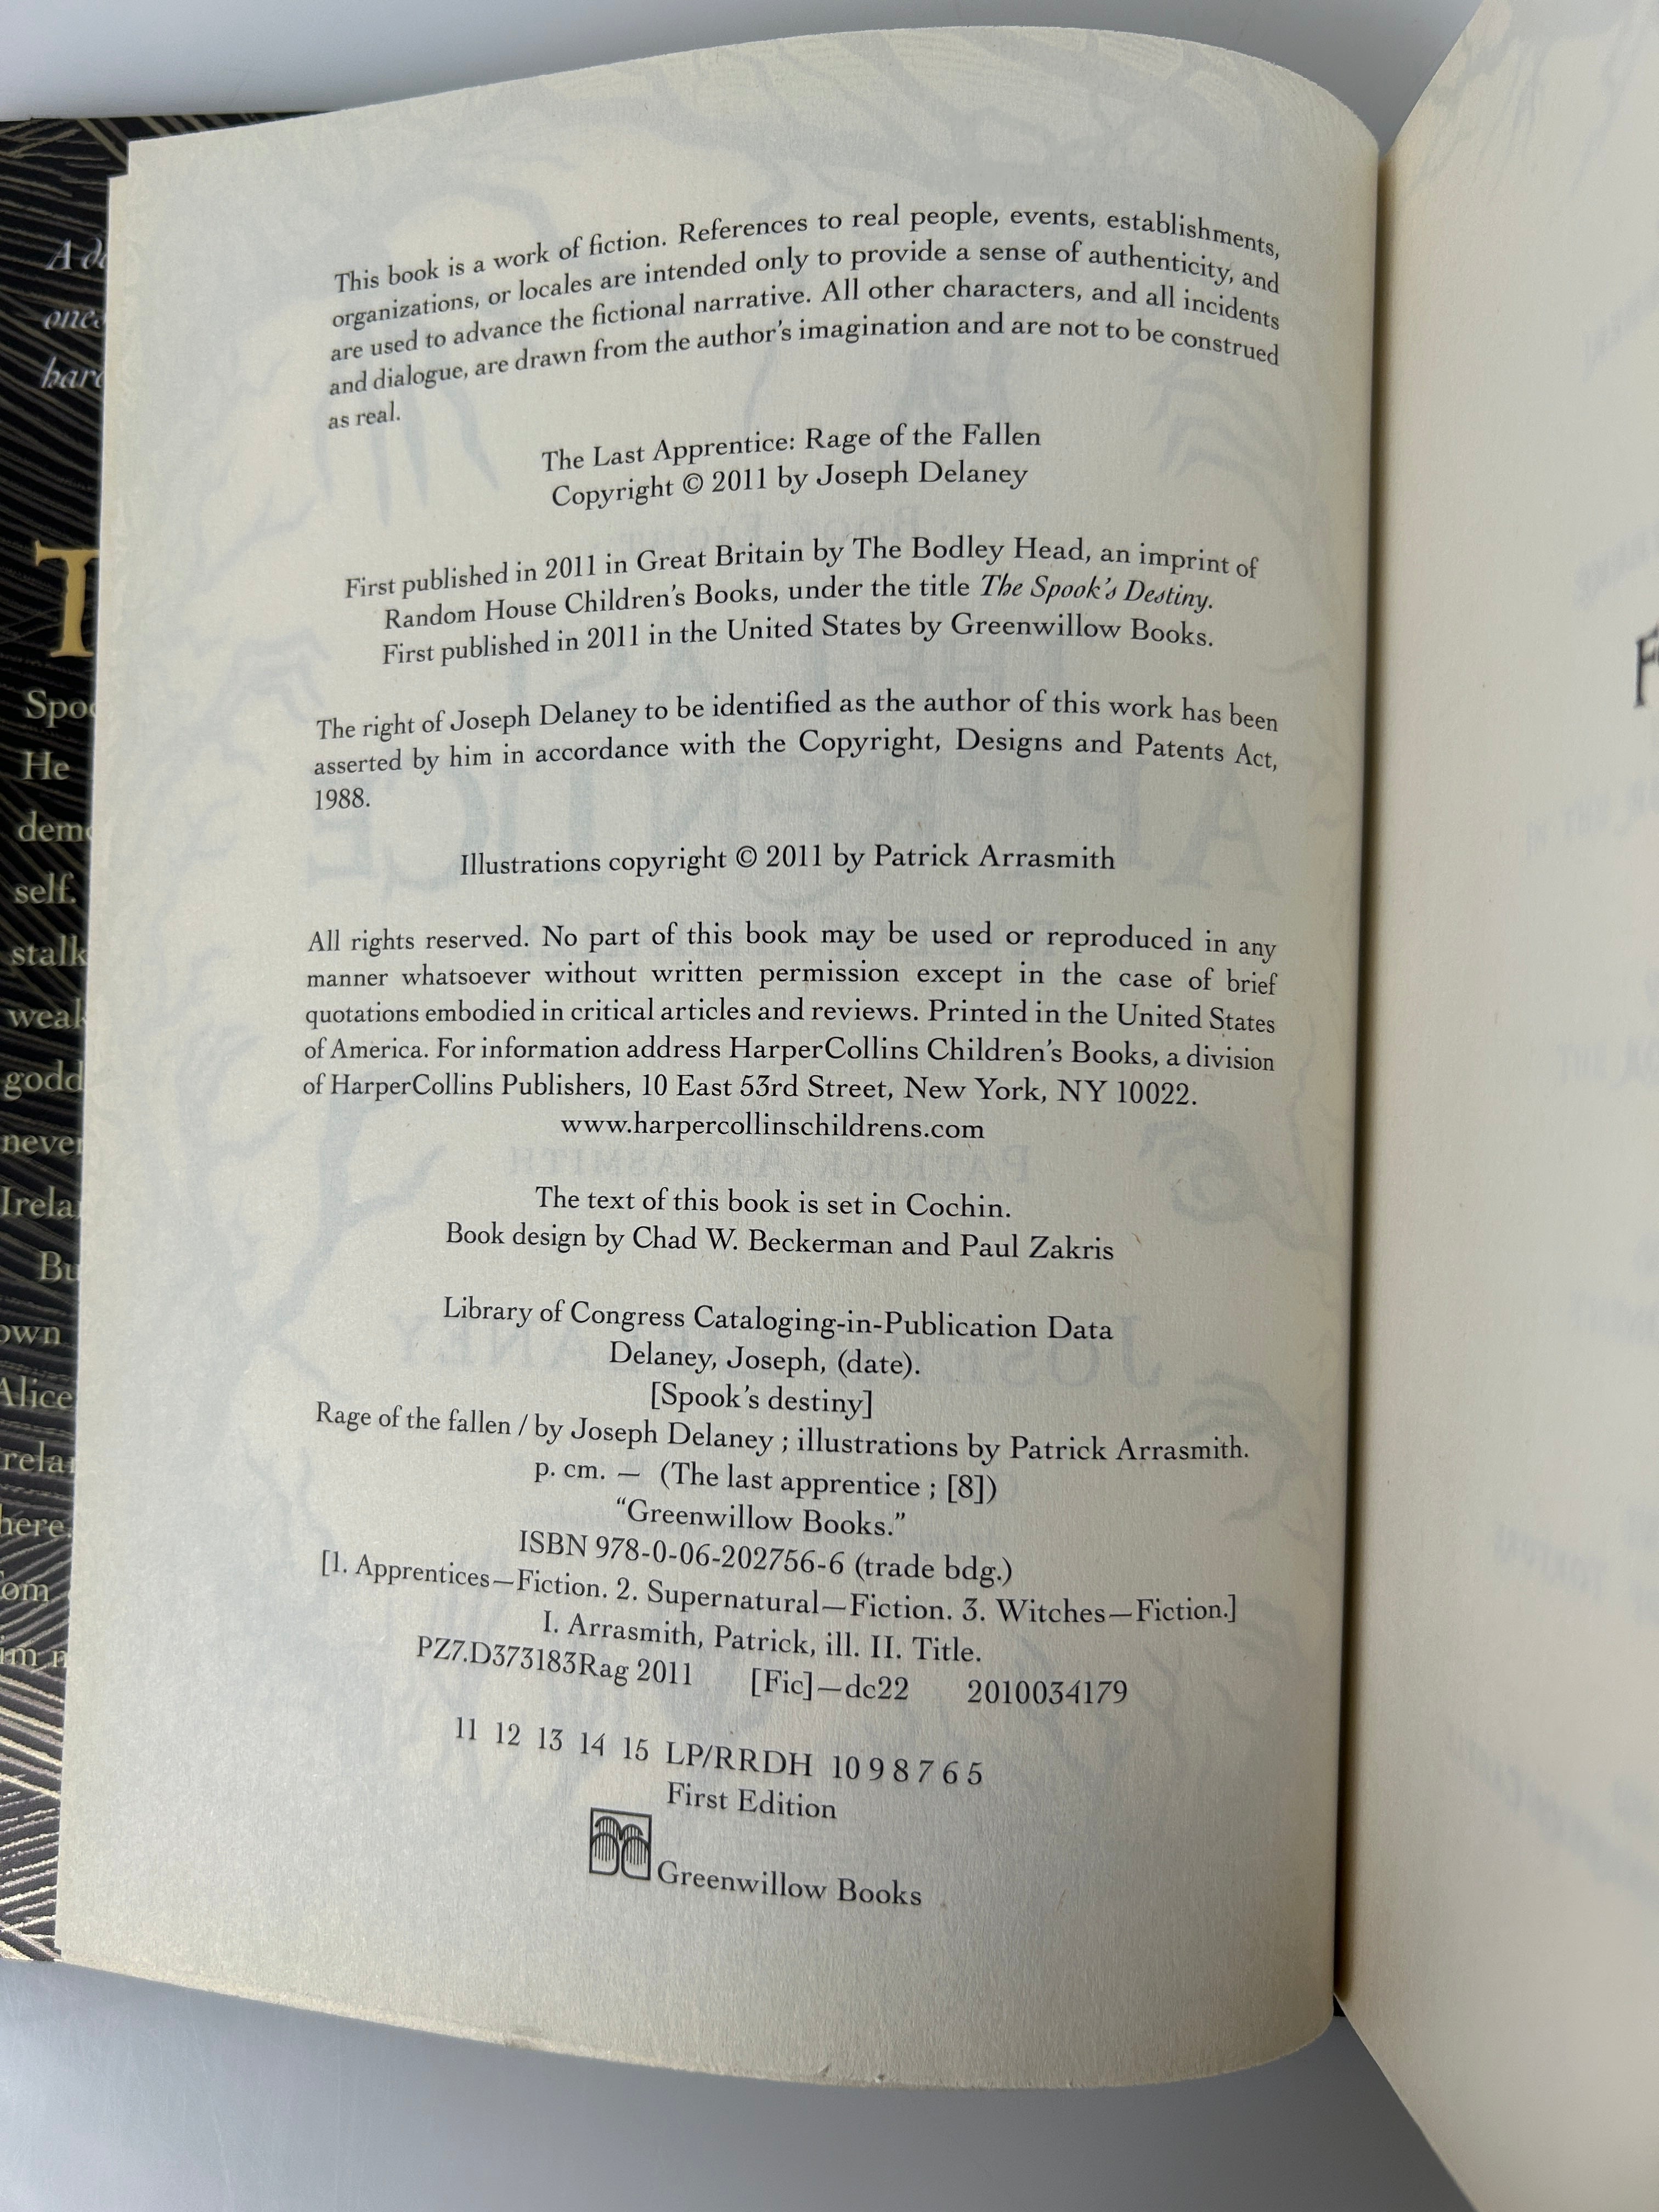 This book is a work of fiction. References to real people, events, establishments,
organizations, or locales are intended only to provide a sense of authenticity, and
are used to advance the fictional narrative. All other characters, and all incidents
and dialogue, are drawn from the author's imagination and are not to be construed
as real.
The Last Apprentice: Rage of the Fallen
Copyright © 2011 by Joseph Delaney
First published in 2011 in Great Britain by The Bodley Head, an imprint of
Random House Children's Books, under the title The Spook's Destiny.
First published in 2011 in the United States by Greenwillow Books.
The right of Joseph Delaney to be identified as the author of this work has been
asserted by him in accordance with the Copyright, Designs and Patents Act,
1988.
Illustrations copyright © 2011 by Patrick Arrasmith
All rights reserved. No part of this book may be used or reproduced in any
manner whatsoever without written permission except in the case of brief
quotations embodied in critical articles and reviews. Printed in the United States
of America. For information address HarperCollins Children's Books, a division
of HarperCollins Publishers, 10 East 53rd Street, New York, NY 10022.
www.harpercollinschildrens.com
The text of this book is set in Cochin.
Book design by Chad W. Beckerman and Paul Zakris
Library of Congress Cataloging-in-Publication Data
Delaney, Joseph, (date).
[Spook's destiny]
Rage of the fallen / by Joseph Delaney ; illustrations by Patrick Arrasmith.
p. cm. — (The last apprentice ; [8])
"Greenwillow Books."
ISBN 978-0-06-202756-6 (trade bdg.)
[1. Apprentices—Fiction. 2. Supernatural—Fiction. 3. Witches—Fiction.]
I. Arrasmith, Patrick, ill. II. Title.
PZ7.D373183Rag 2011 [Fic]—dc22 2010034179
11 12 13 14 15 LP/RRDH 10 9 8 7 6 5
First Edition
Greenwillow Books
He
self.
Alice
here.